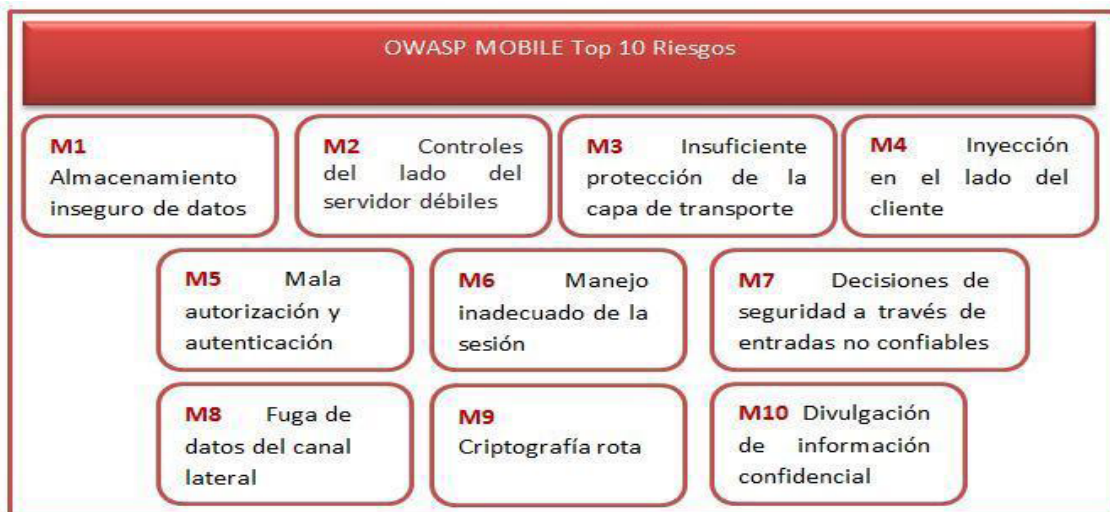 OWASP MOBILE Top 10 Riesgos
M1
Almacenamiento
inseguro de datos
M2 Controles
del lado del
servidor débiles
M3 Insuficiente
protección de la
capa de transporte
M4 Inyección
en el lado del
cliente
M5 Mala
autorización y
autenticación
M6 Manejo
inadecuado de la
sesión
M7 Decisiones de
seguridad a través de
entradas no confiables
M8 Fuga de
datos del canal
lateral
M9
Criptografía rota
M10 Divulgación
de información
confidencial